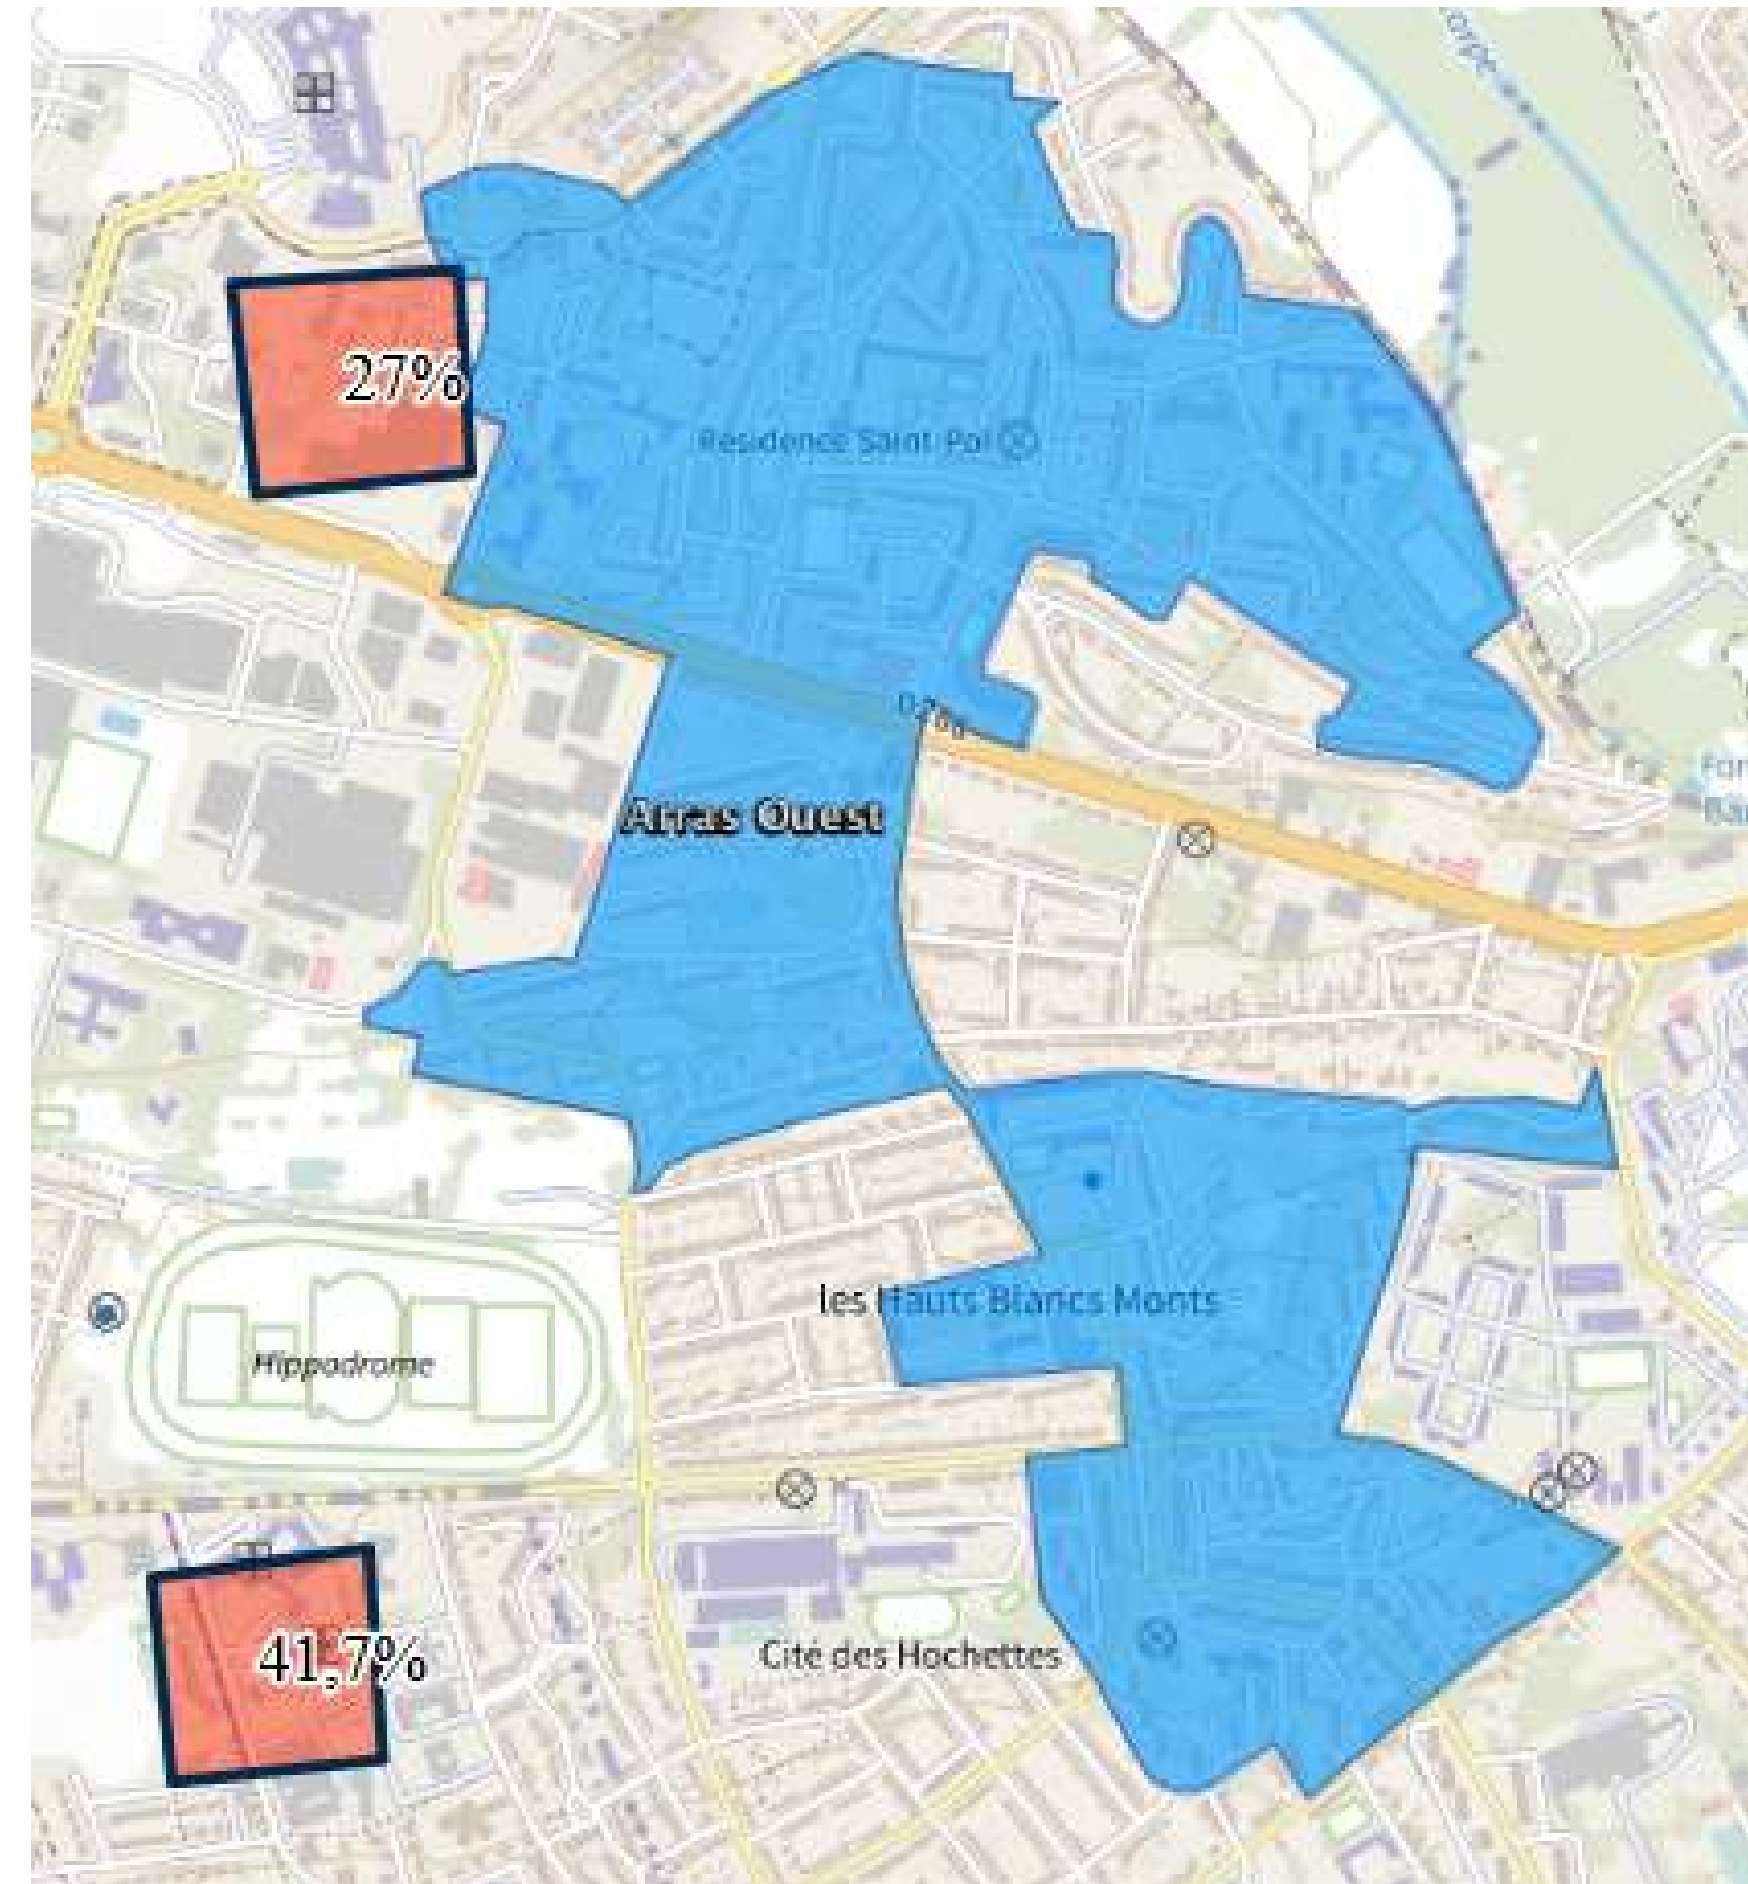 27%
Résidence Saint-Pol
Arras Ouest
les Hauts Blancs Monts
Hippodrome
41,7%
Cité des Hochettes